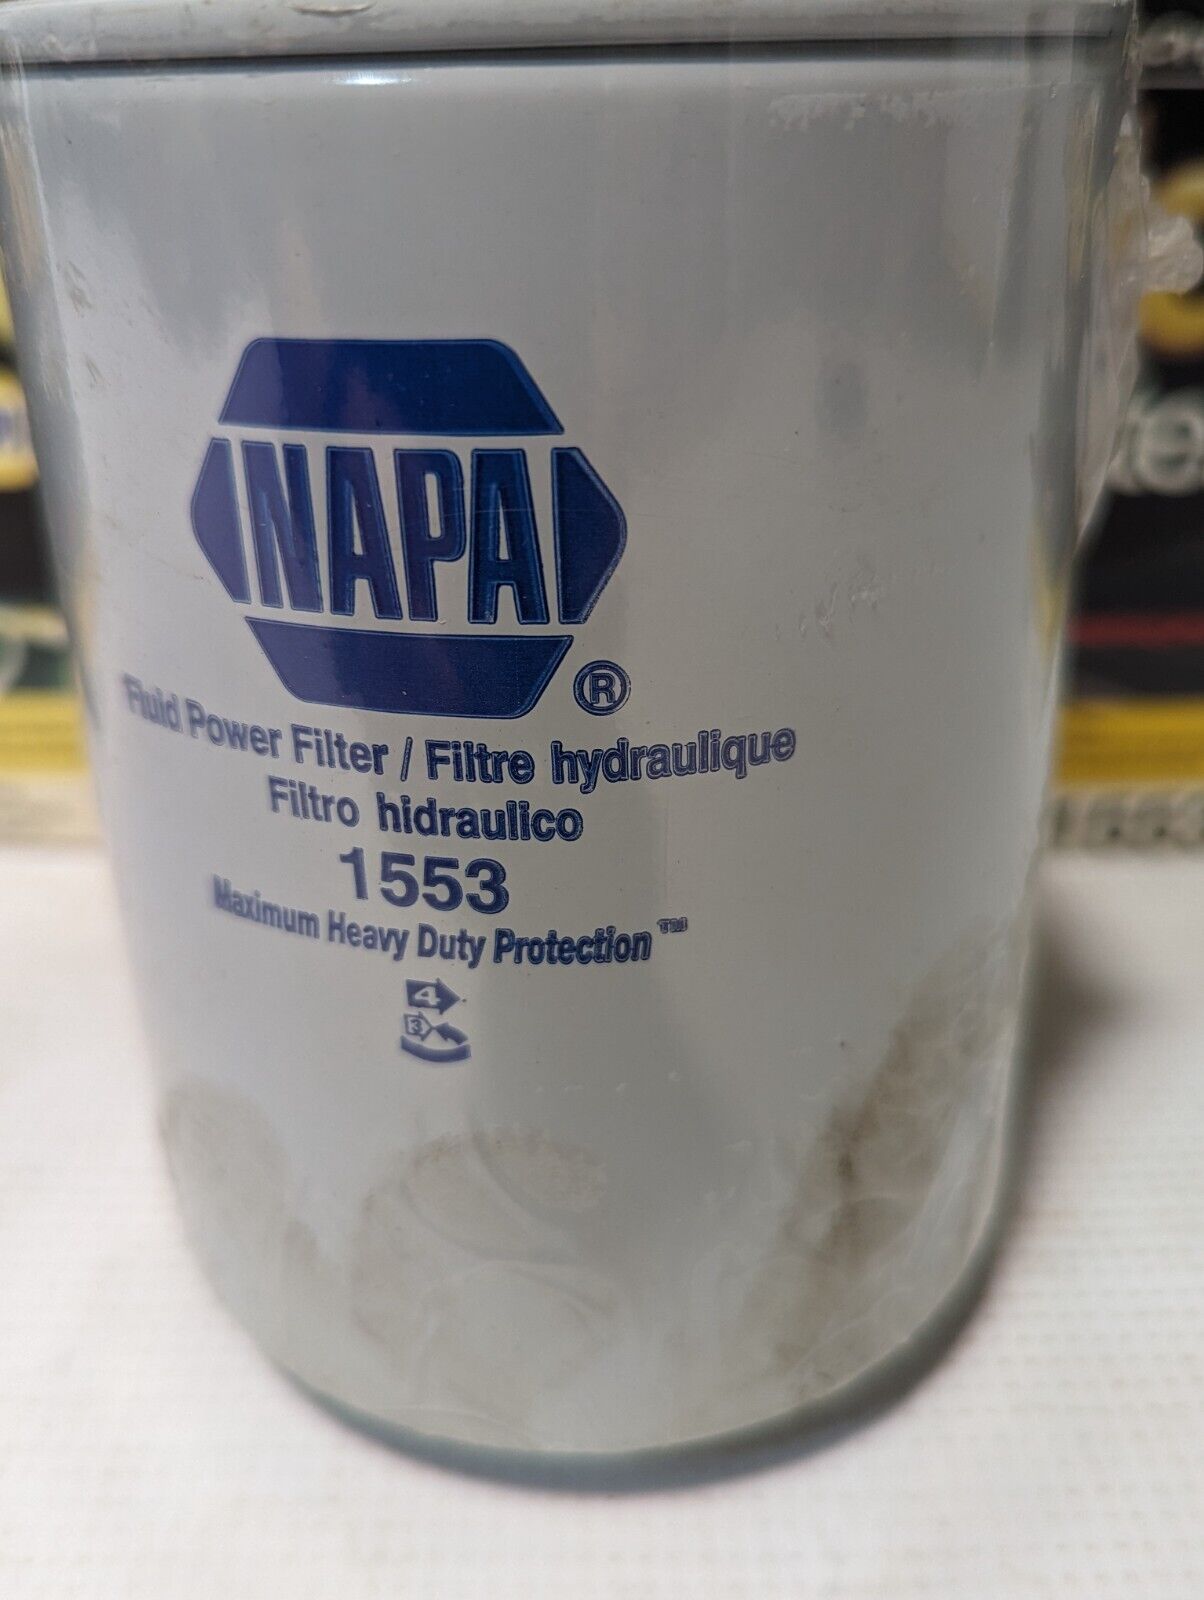 NAPA
®
Fluid Power Filter / Filtre hydraulique
Filtro hidraulico
1553
Maximum Heavy Duty Protection™
4
3